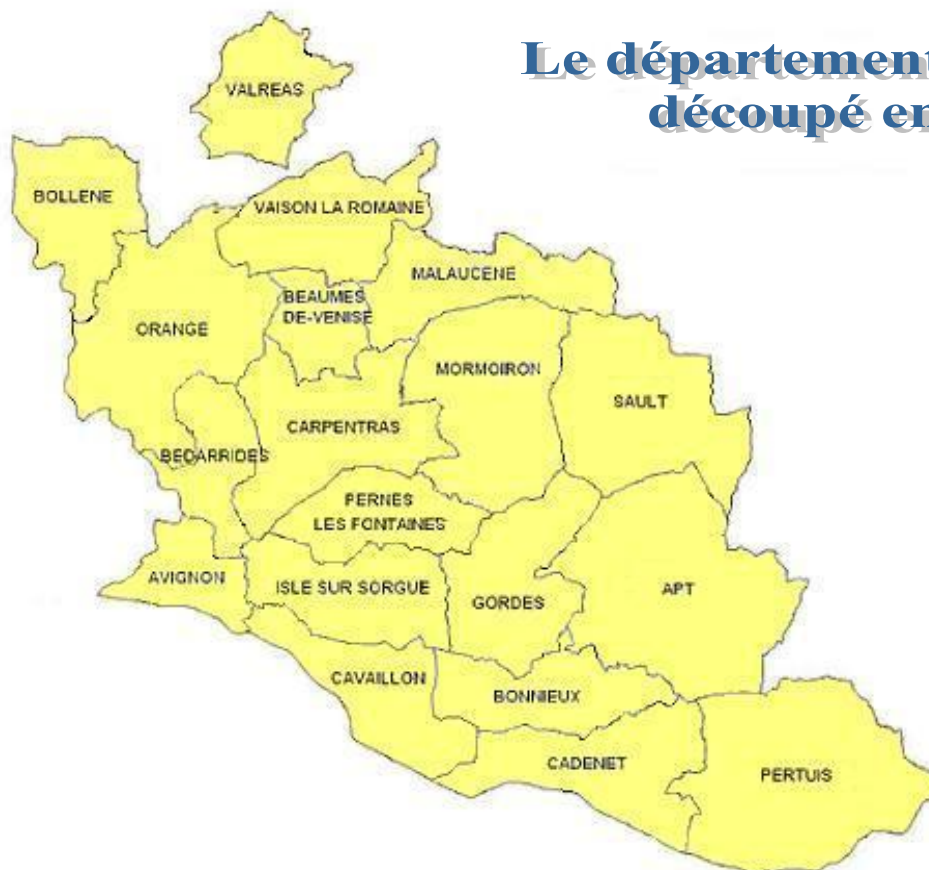 Le département
découpé en
VALREAS
BOLLENE
VAISON LA ROMAINE
MALAUCENE
BEAUMES
DE-VENISE
ORANGE
MORMOIRON
SAULT
CARPENTRAS
BEDARRIDES
PERNES
LES FONTAINES
AVIGNON
ISLE SUR SORGUE
GORDES
APT
CAVAILLON
BONNIEUX
CADENET
PERTUIS